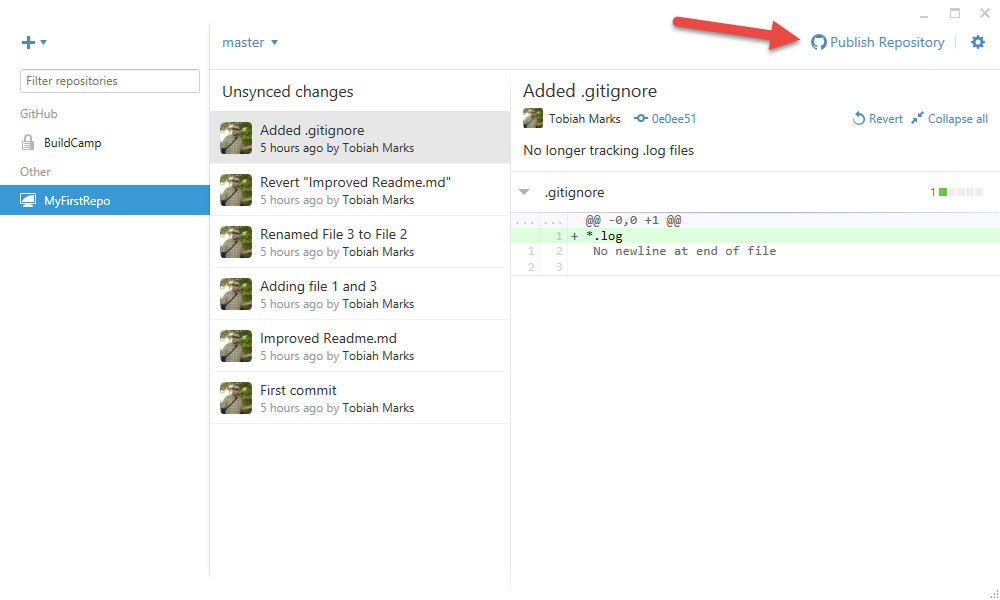 master
Publish Repository
Filter repositories
GitHub
BuildCamp
Other
MyFirstRepo
Unsynced changes
Added .gitignore
5 hours ago by Tobiah Marks
Revert "Improved Readme.md"
5 hours ago by Tobiah Marks
Renamed File 3 to File 2
5 hours ago by Tobiah Marks
Adding file 1 and 3
5 hours ago by Tobiah Marks
Improved Readme.md
5 hours ago by Tobiah Marks
First commit
5 hours ago by Tobiah Marks
Added .gitignore
Tobiah Marks 0e0ee51 Revert Collapse all
No longer tracking .log files
.gitignore 1
... ... @@ -0,0 +1 @@
1 + *.log
1 2 No newline at end of file
2 3